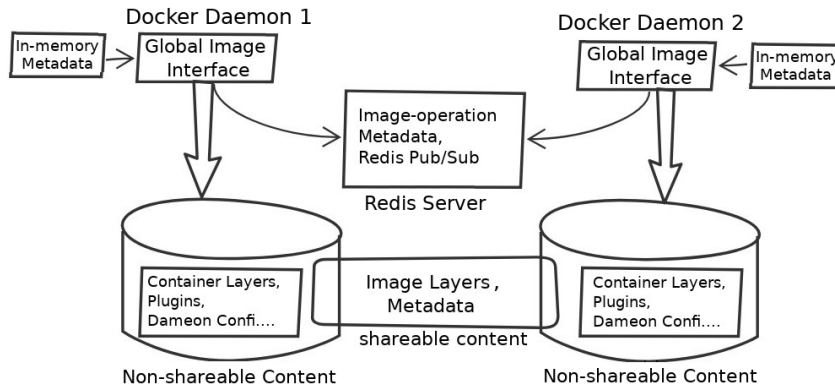 Docker Daemon 1
Docker Daemon 2
In-memory
Metadata
Global Image
Interface
Global Image
Interface
In-memory
Metadata
Image-operation
Metadata,
Redis Pub/Sub
Redis Server
Container Layers,
Plugins,
Dameon Confi....
Image Layers,
Metadata
shareable content
Container Layers,
Plugins,
Dameon Confi....
Non-shareable Content
Non-shareable Content